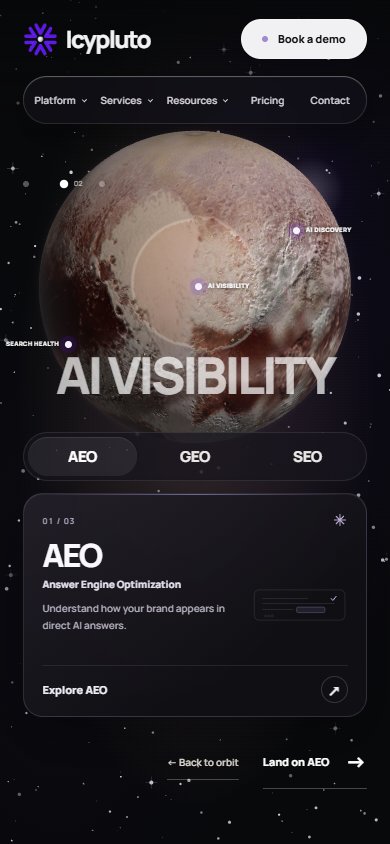 Icypluto
Book a demo
Platform
Services
Resources
Pricing
Contact
02
AI DISCOVERY
AI VISIBILITY
SEARCH HEALTH
AI VISIBILITY
AEO
GEO
SEO
01 / 03
AEO
Answer Engine Optimization
Understand how your brand appears in
direct AI answers.
Explore AEO
← Back to orbit
Land on AEO →